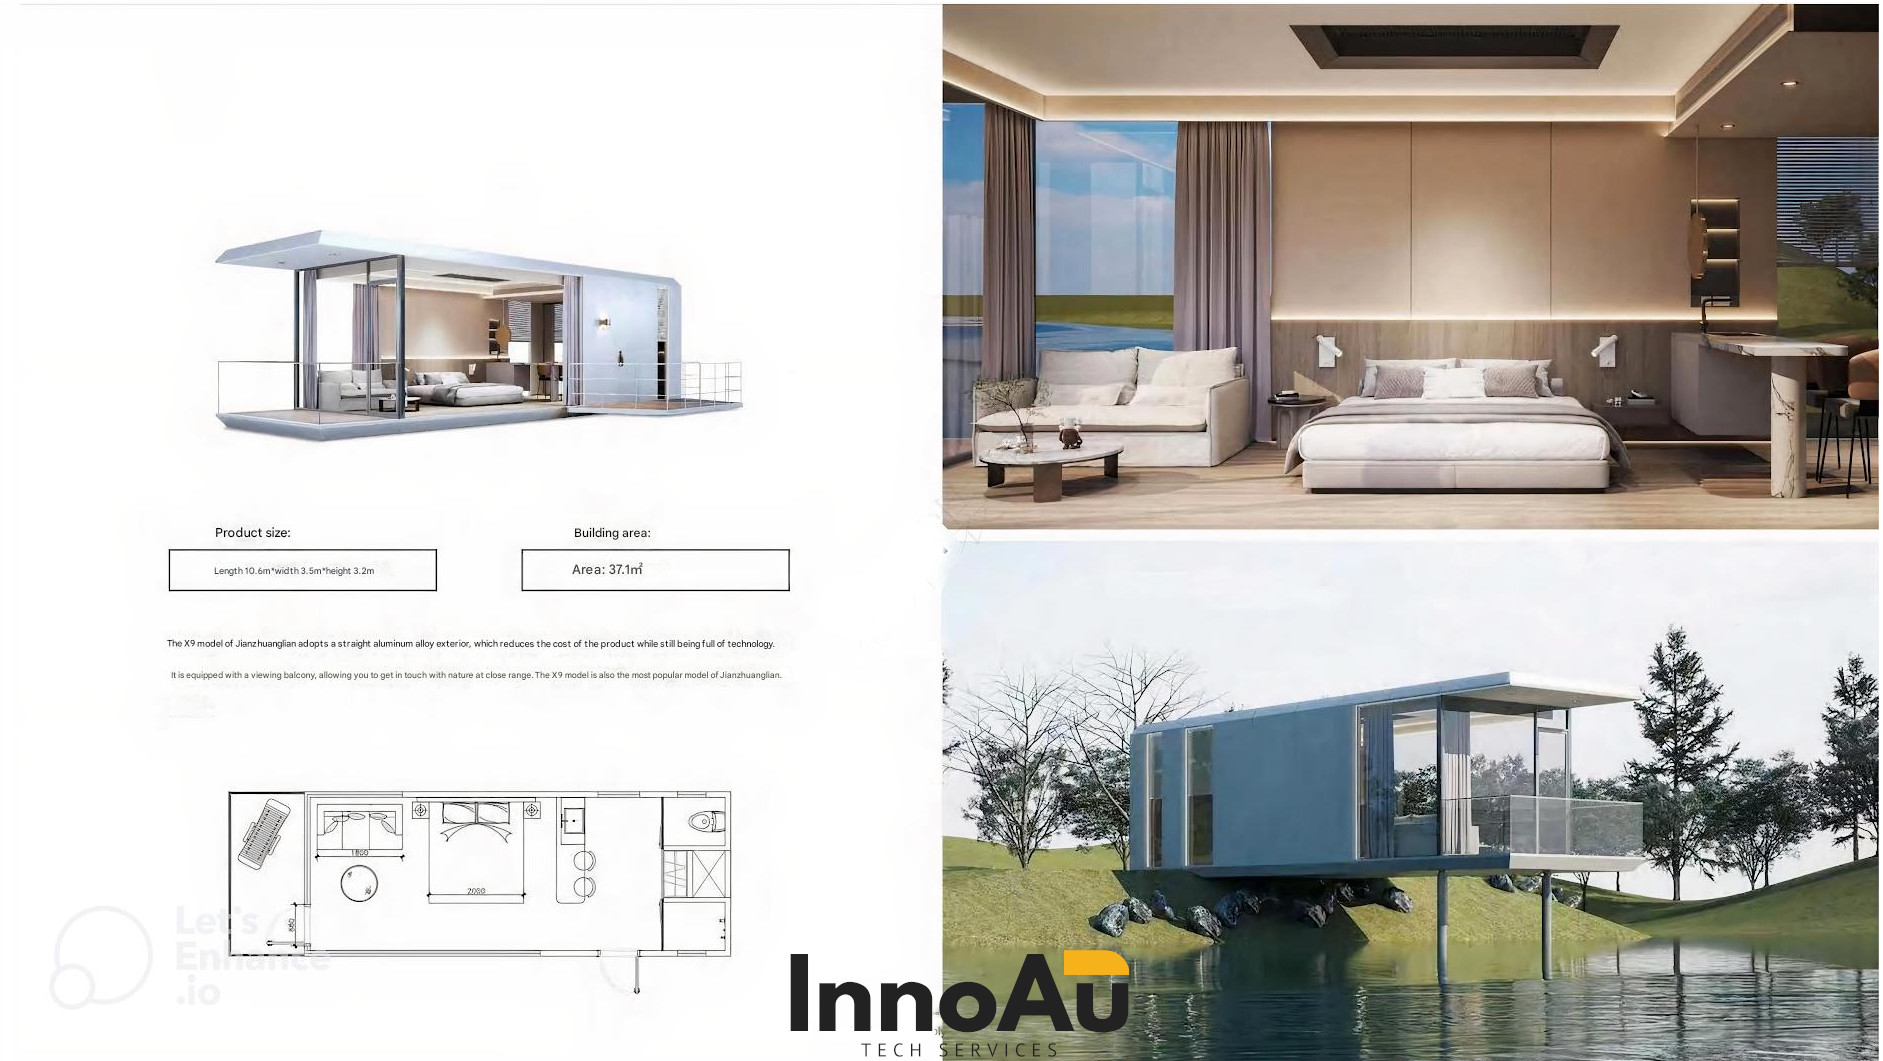 Product size:
Building area:
Length 10.6m*width 3.5m*height 3.2m
Area: 37.1㎡
The X9 model of Jianzhuanglian adopts a straight aluminum alloy exterior, which reduces the cost of the product while still being full of technology.
It is equipped with a viewing balcony, allowing you to get in touch with nature at close range. The X9 model is also the most popular model of Jianzhuanglian.
1800
2000
880
Let's
Enhance
.io
InnoAu
TECH SERVICES